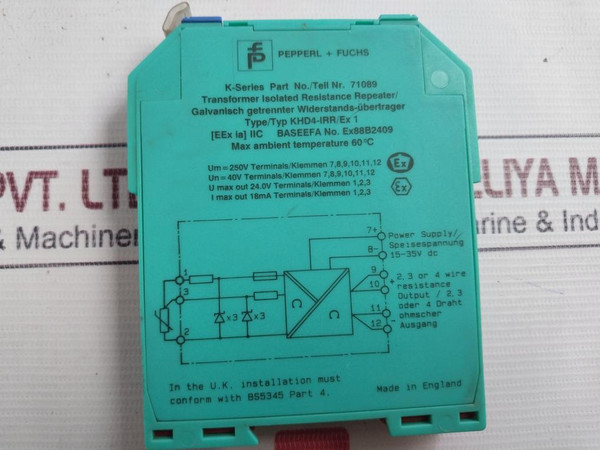 PEPPERL + FUCHS
K-Series Part No./Teil Nr. 71089
Transformer Isolated Resistance Repeater/
Galvanisch getrennter Widerstands-übertrager
Type/Typ KHD4-IRR/Ex 1
[EEx ia] IIC BASEEFA No. Ex88B2409
Max ambient temperature 60°C
Um = 250V Terminals/Klemmen 7,8,9,10,11,12
Un = 40V Terminals/Klemmen 7,8,9,10,11,12
U max out 24.0V Terminals/Klemmen 1,2,3
I max out 18mA Terminals/Klemmen 1,2,3
Ex
Ex
PVT. LT
& Machiner
LIYA M
arine & Ind
7+
Power Supply/
Speisespannung
8-
15-35V dc
1
3
2
x3
x3
9
10
11
12
+ 2, 3 or 4 wire
resistance
Output / 2, 3
oder 4 Draht
ohmscher
- Ausgang
In the U.K. installation must
conform with BS5345 Part 4.
Made in England